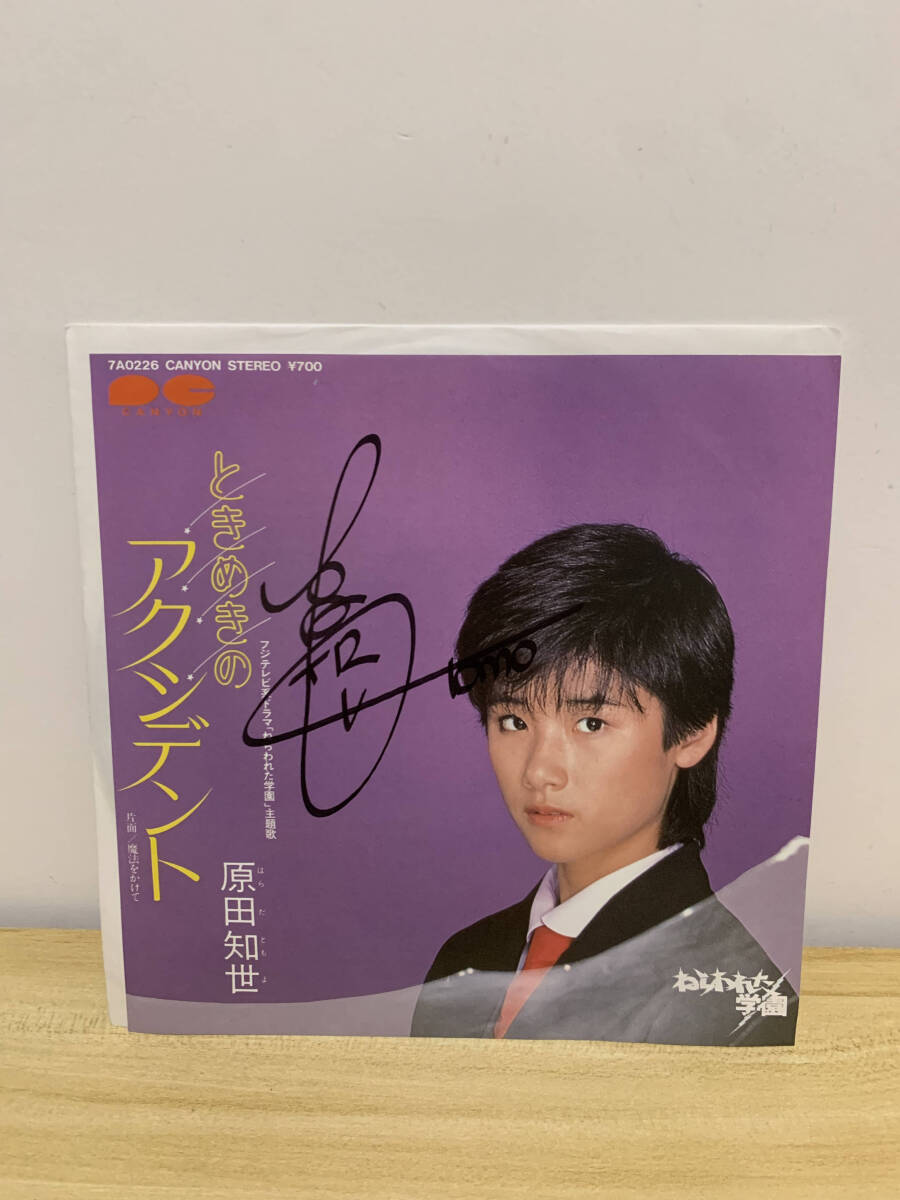 7A0226 CANYON STEREO ¥700
CANYON
ときめきの
アクシデント
フジテレビ系ドラマ「ねらわれた学園」主題歌
片面/魔法をかけて
原田知世
はらだともよ
tomo
ねらわれた
学園